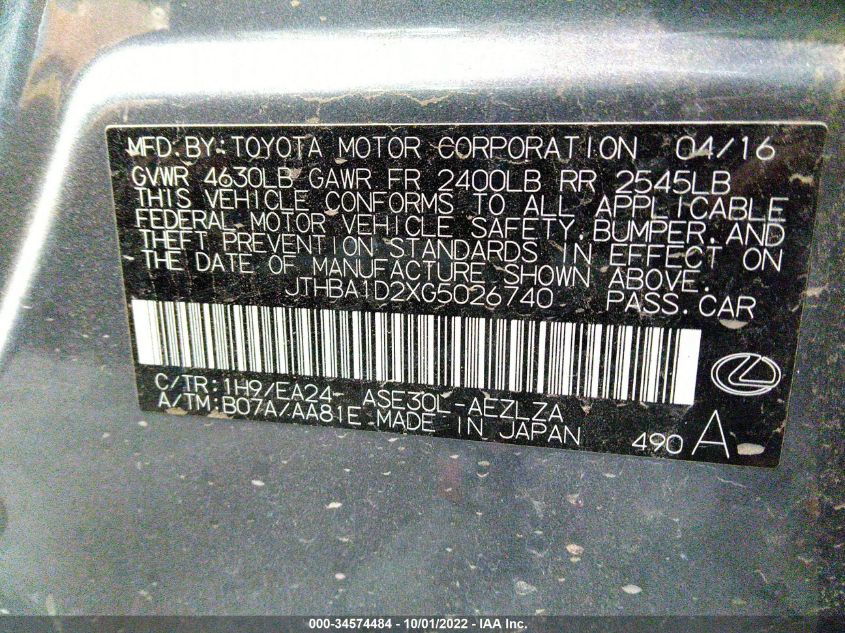 MFD.BY: TOYOTA MOTOR CORPORATION 04/16
GVWR 4630LB GAWR FR 2400LB RR 2545LB
THIS VEHICLE CONFORMS TO ALL APPLICABLE
FEDERAL MOTOR VEHICLE SAFETY, BUMPER, AND
THEFT PREVENTION STANDARDS IN EFFECT ON
THE DATE OF MANUFACTURE SHOWN ABOVE.
JTHBA1D2XG5026740 PASS.CAR
C/TR: 1H9/EA24 ASE30L-AEZLZA
A/TM: B07A/AA81E MADE IN JAPAN 490 A
000-34574484 - 10/01/2022 - IAA Inc.